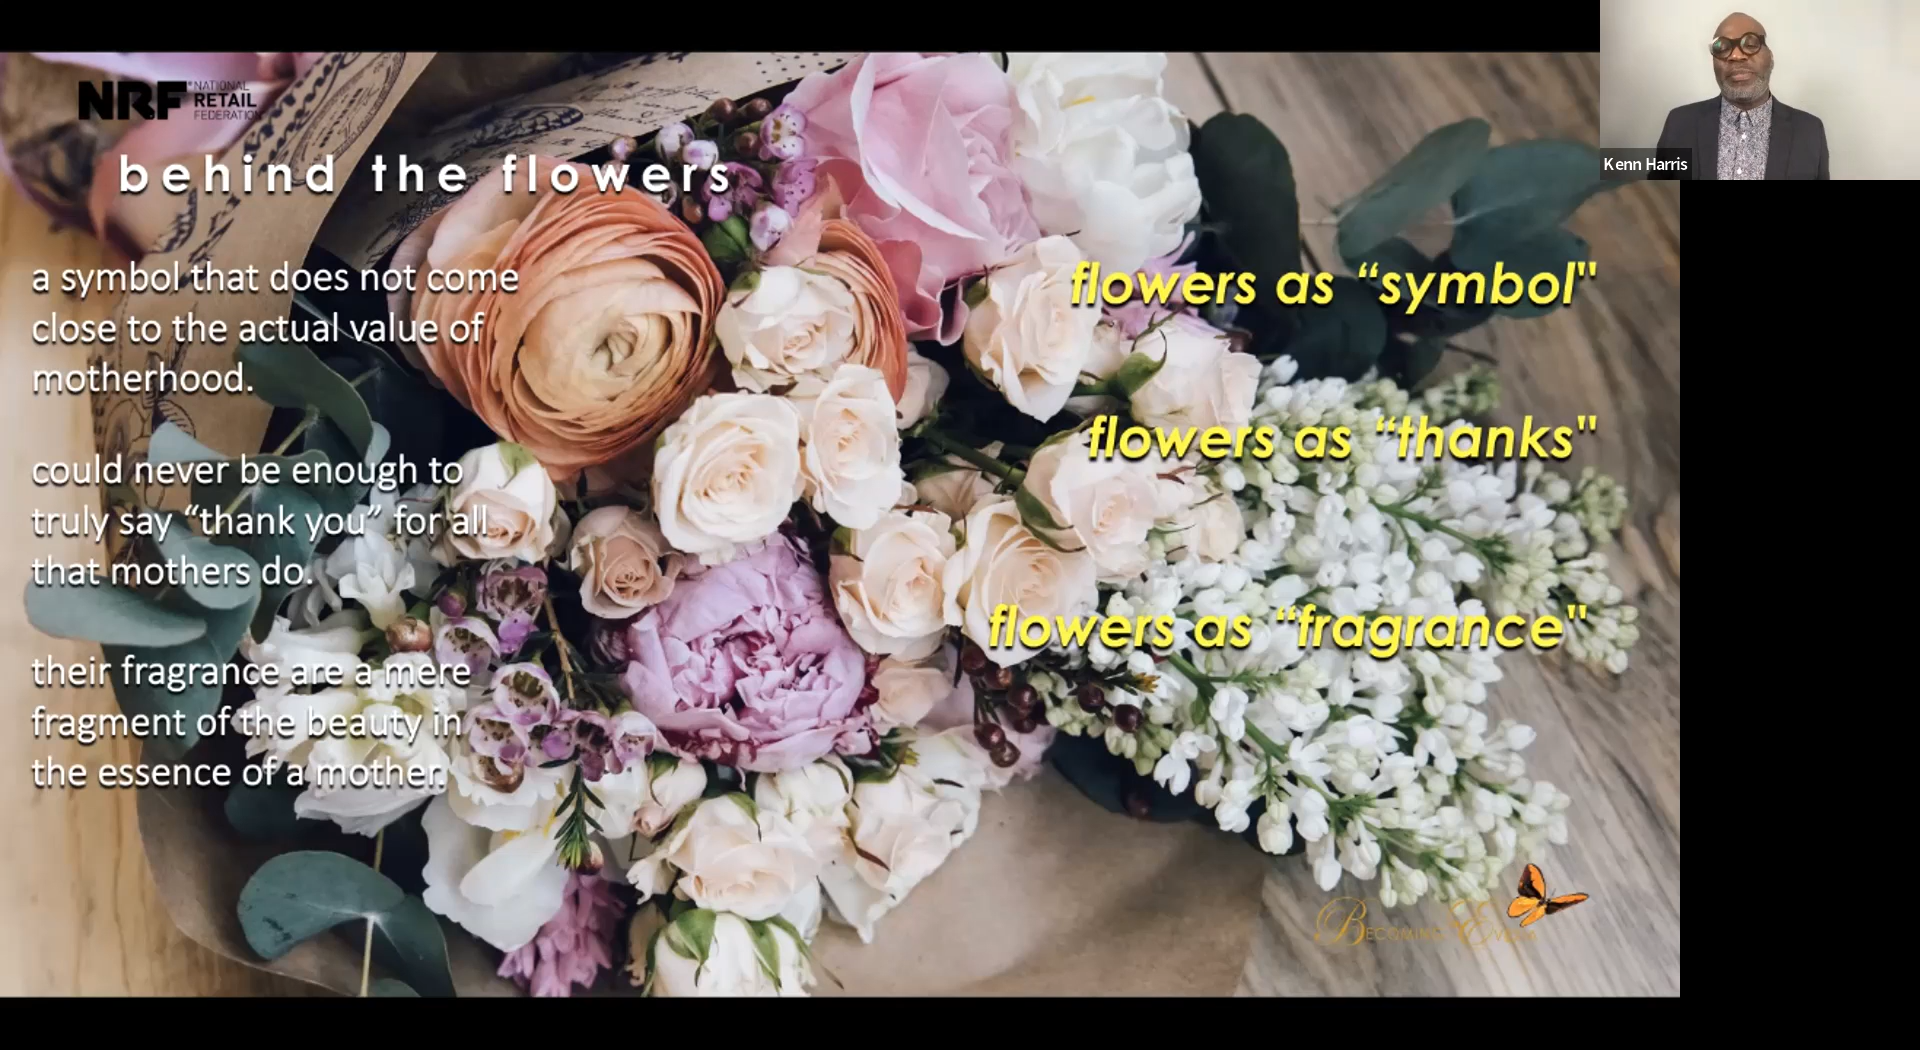 NRF NATIONAL
RETAIL
FEDERATION
behind the flowers
a symbol that does not come
close to the actual value of
motherhood.
flowers as “symbol"
could never be enough to
truly say “thank you” for all
that mothers do.
flowers as “thanks"
their fragrance are a mere
fragment of the beauty in
the essence of a mother.
flowers as “fragrance"
BECOMING
Kenn Harris